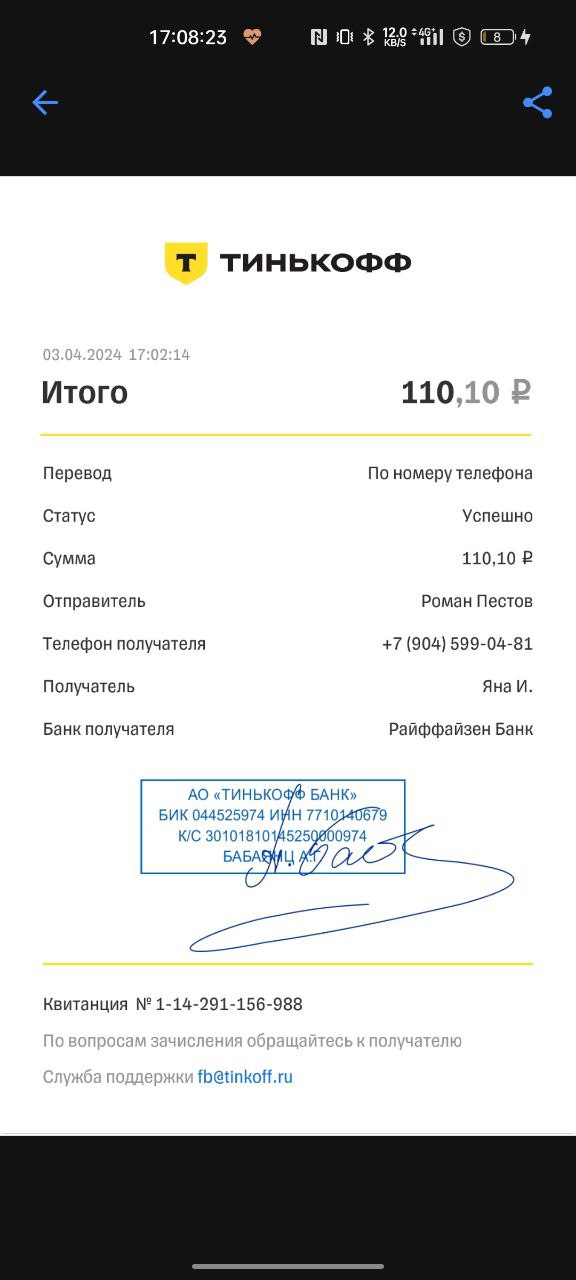 17:08:23 12.0 KB/S 4G+ 8
ТИНЬКОФФ
03.04.2024 17:02:14
Итого 110,10 ₽
Перевод По номеру телефона
Статус Успешно
Сумма 110,10 ₽
Отправитель Роман Пестов
Телефон получателя +7 (904) 599-04-81
Получатель Яна И.
Банк получателя Райффайзен Банк
АО «ТИНЬКОФФ БАНК»
БИК 044525974 ИНН 7710140679
К/С 30101810145250000974
БАБАЯНЦ А.Г.
Квитанция № 1-14-291-156-988
По вопросам зачисления обращайтесь к получателю
Служба поддержки fb@tinkoff.ru